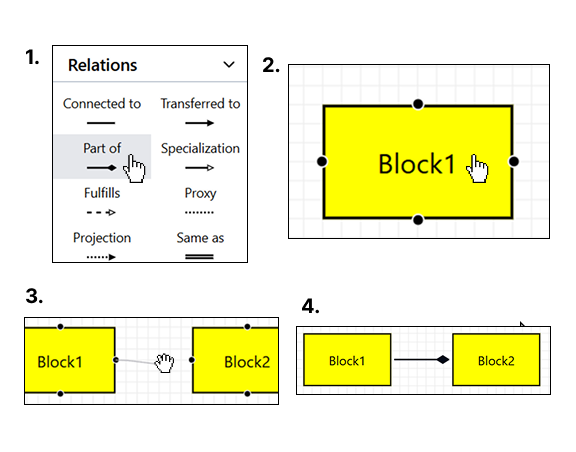 1.
Relations
Connected to Transferred to
Part of Specialization
Fulfills Proxy
Projection Same as
2.
Block1
3.
Block1 Block2
4.
Block1 Block2